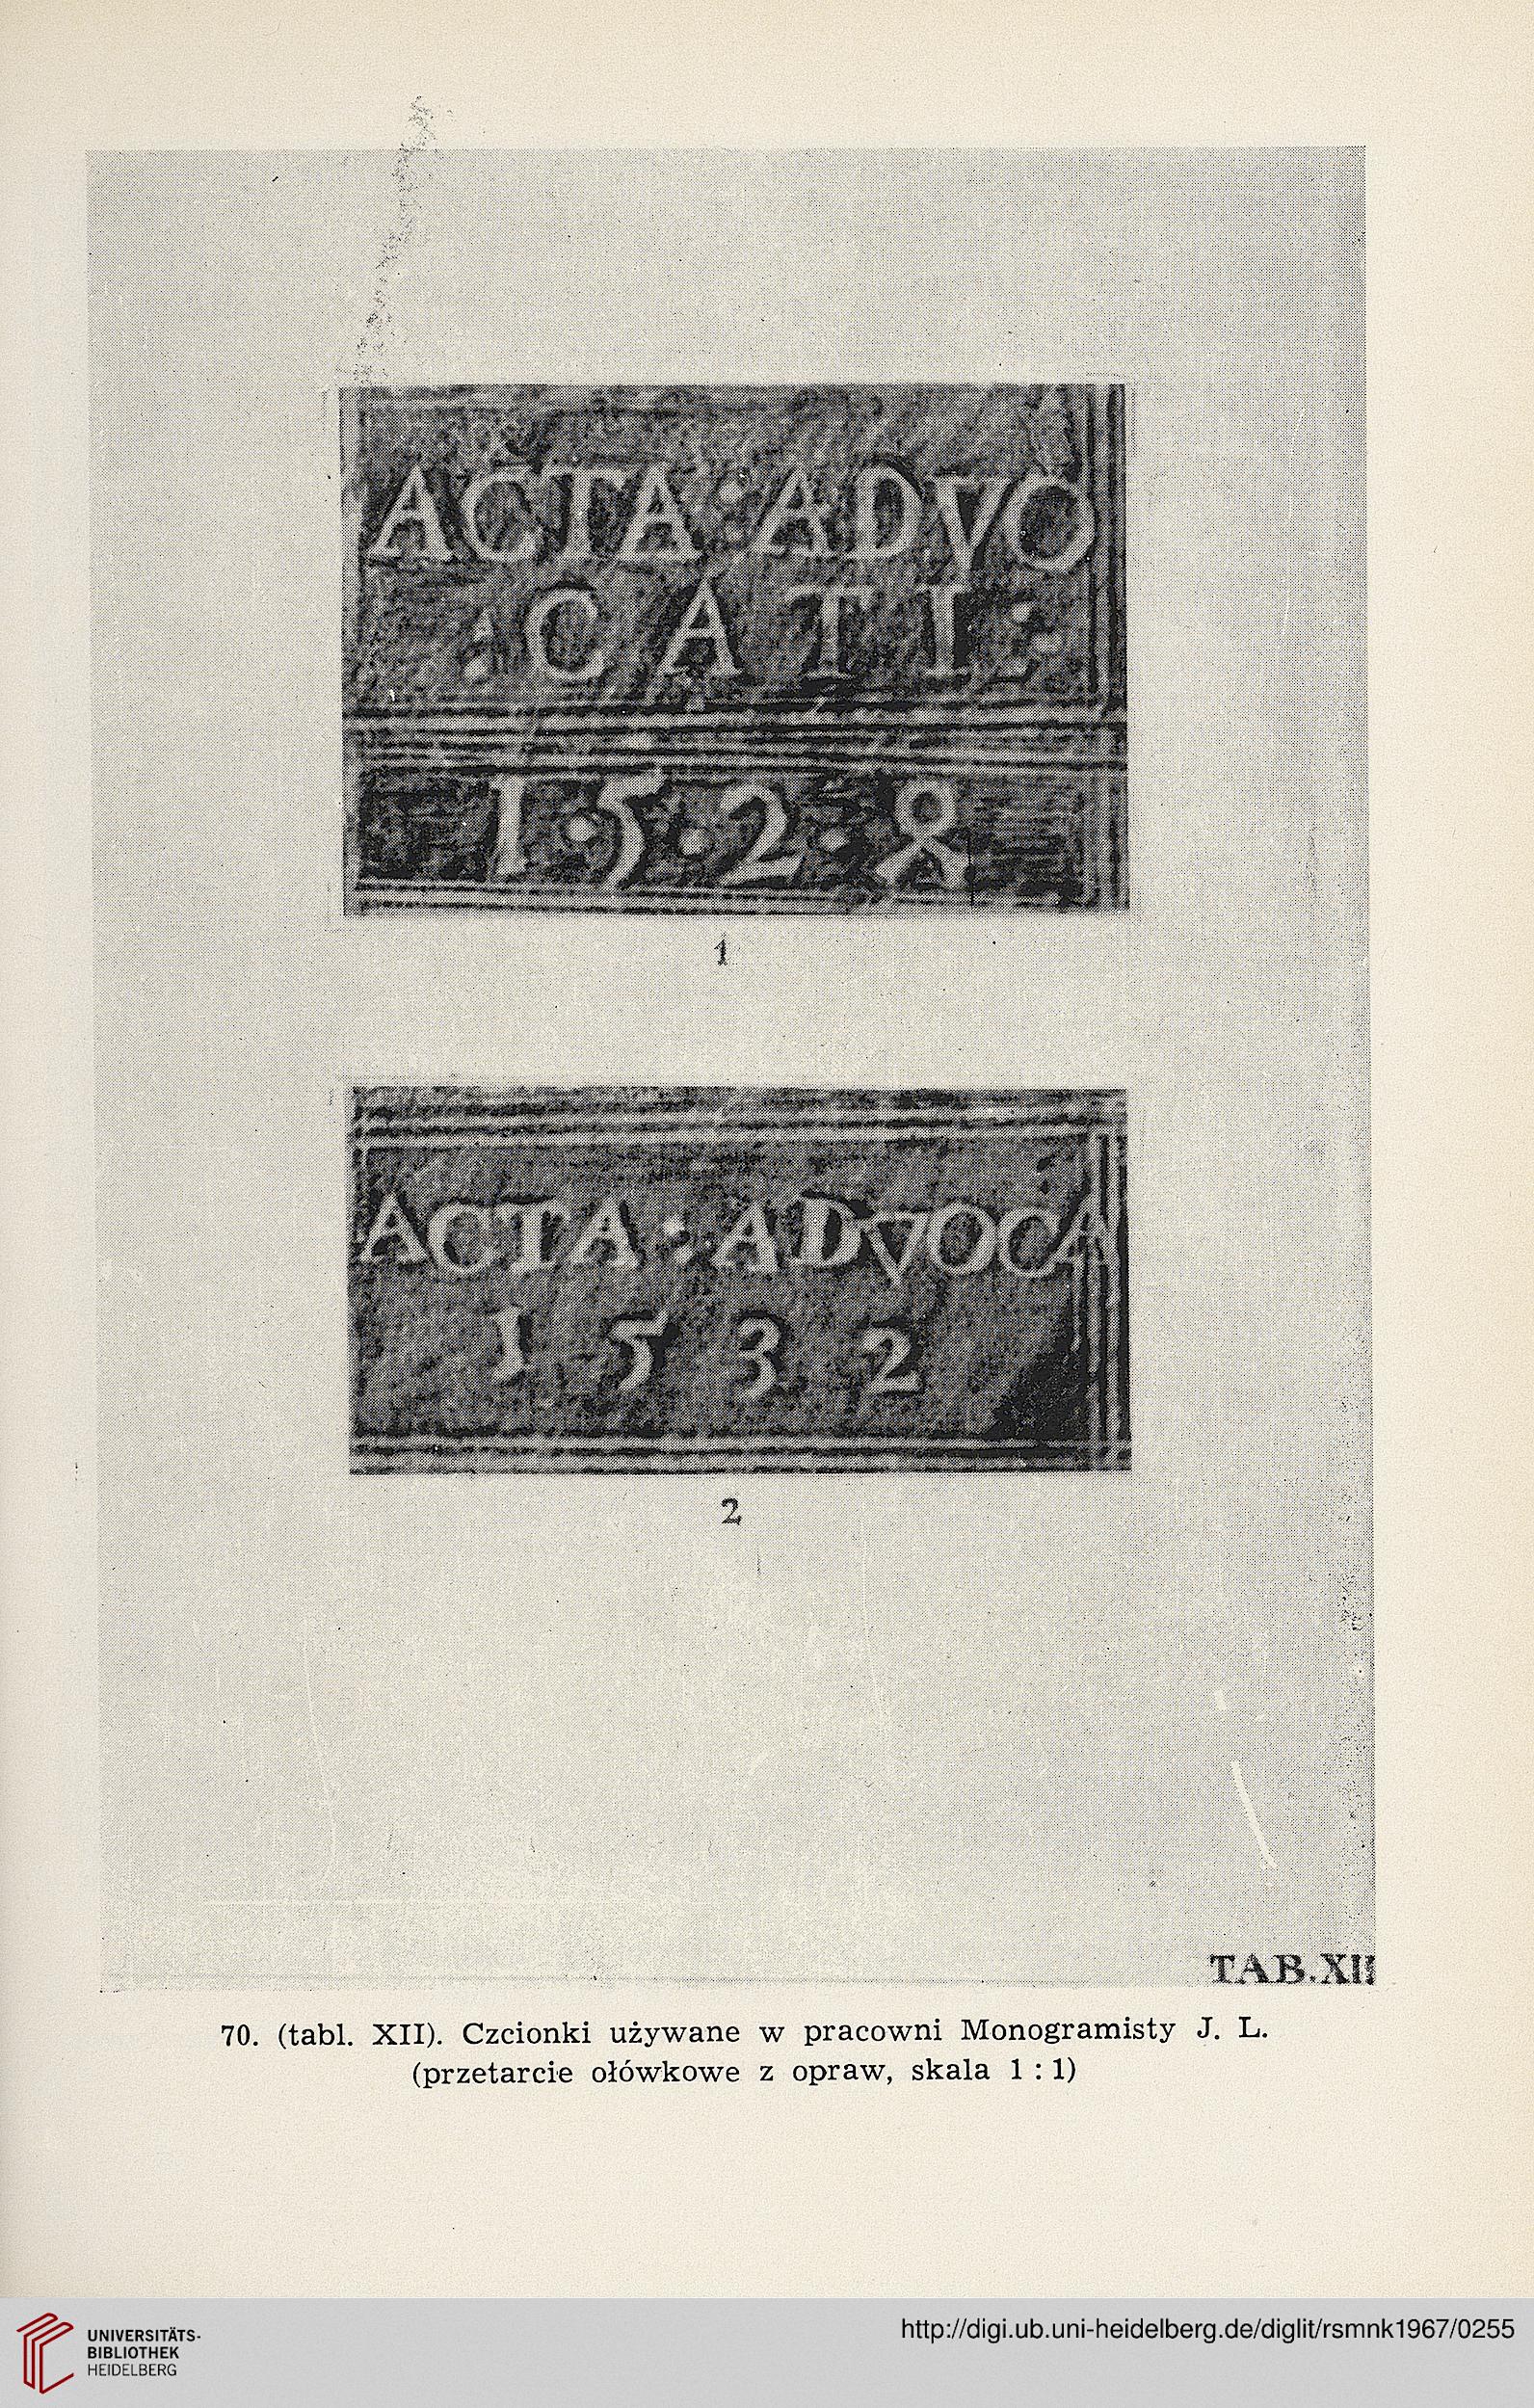 ACTA : ADVO
: C A T I :
1 · 5 · 2 · 8
1
ACTA : ADVOCA
1 5 3 2
2
TAB. XII
70. (tabl. XII). Czcionki używane w pracowni Monogramisty J. L.
(przetarcie ołówkowe z opraw, skala 1 : 1)
UNIVERSITÄTS-
BIBLIOTHEK
HEIDELBERG
http://digi.ub.uni-heidelberg.de/diglit/rsmnk1967/0255